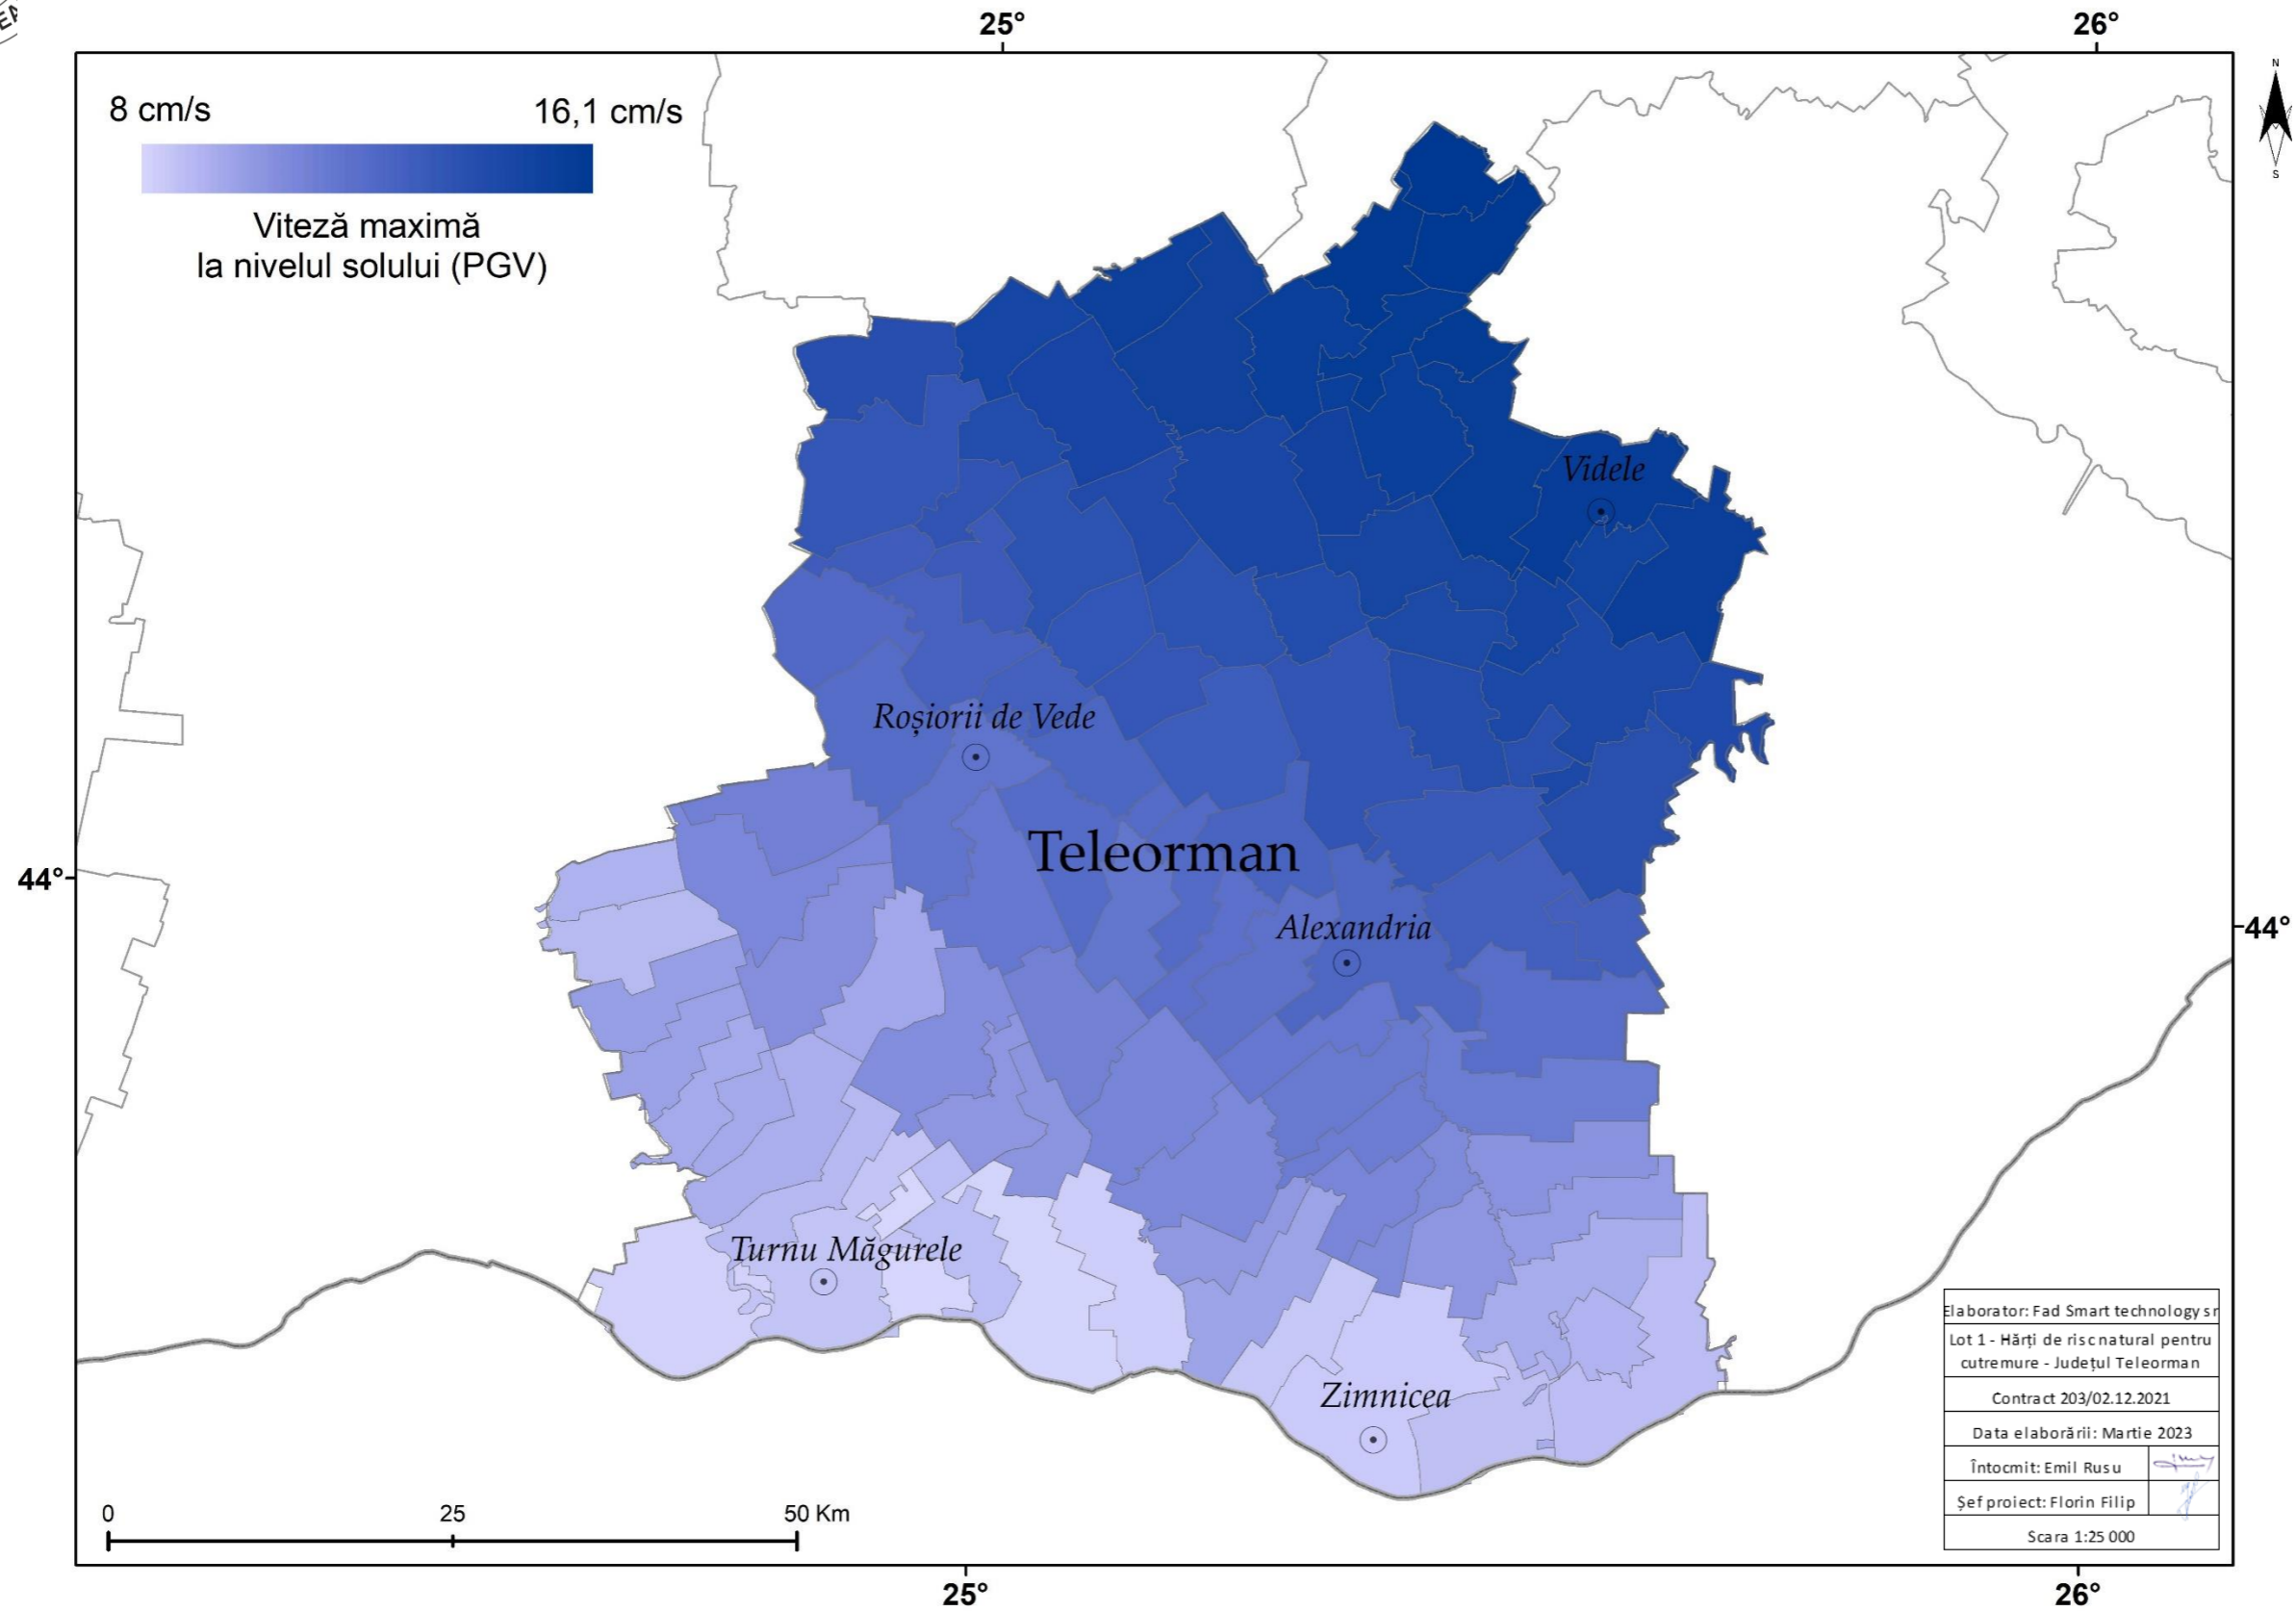 25°
26°
N
S
8 cm/s
16,1 cm/s
Viteză maximă
la nivelul solului (PGV)
Videle
Roșiorii de Vede
Teleorman
44°
Alexandria
44°
Turnu Măgurele
Zimnicea
Elaborator: Fad Smart technology sr
Lot 1 - Hărți de risc natural pentru
cutremure - Județul Teleorman
Contract 203/02.12.2021
Data elaborării: Martie 2023
Întocmit: Emil Rusu
Șef proiect: Florin Filip
Scara 1:25 000
0
25
50 Km
25°
26°